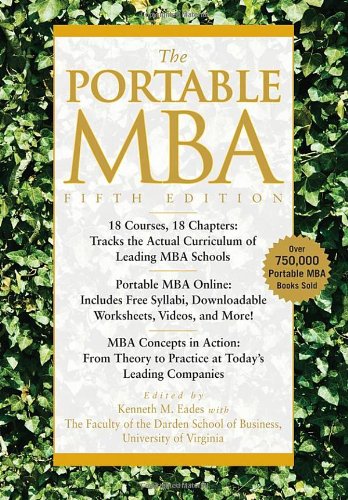 The
PORTABLE
MBA
FIFTH EDITION
18 Courses, 18 Chapters:
Tracks the Actual Curriculum of
Leading MBA Schools
Portable MBA Online:
Includes Free Syllabi, Downloadable
Worksheets, Videos, and More!
MBA Concepts in Action:
From Theory to Practice at Today's
Leading Companies
Over
750,000
Portable MBA
Books Sold
Edited by
Kenneth M. Eades with
The Faculty of the Darden School of Business,
University of Virginia